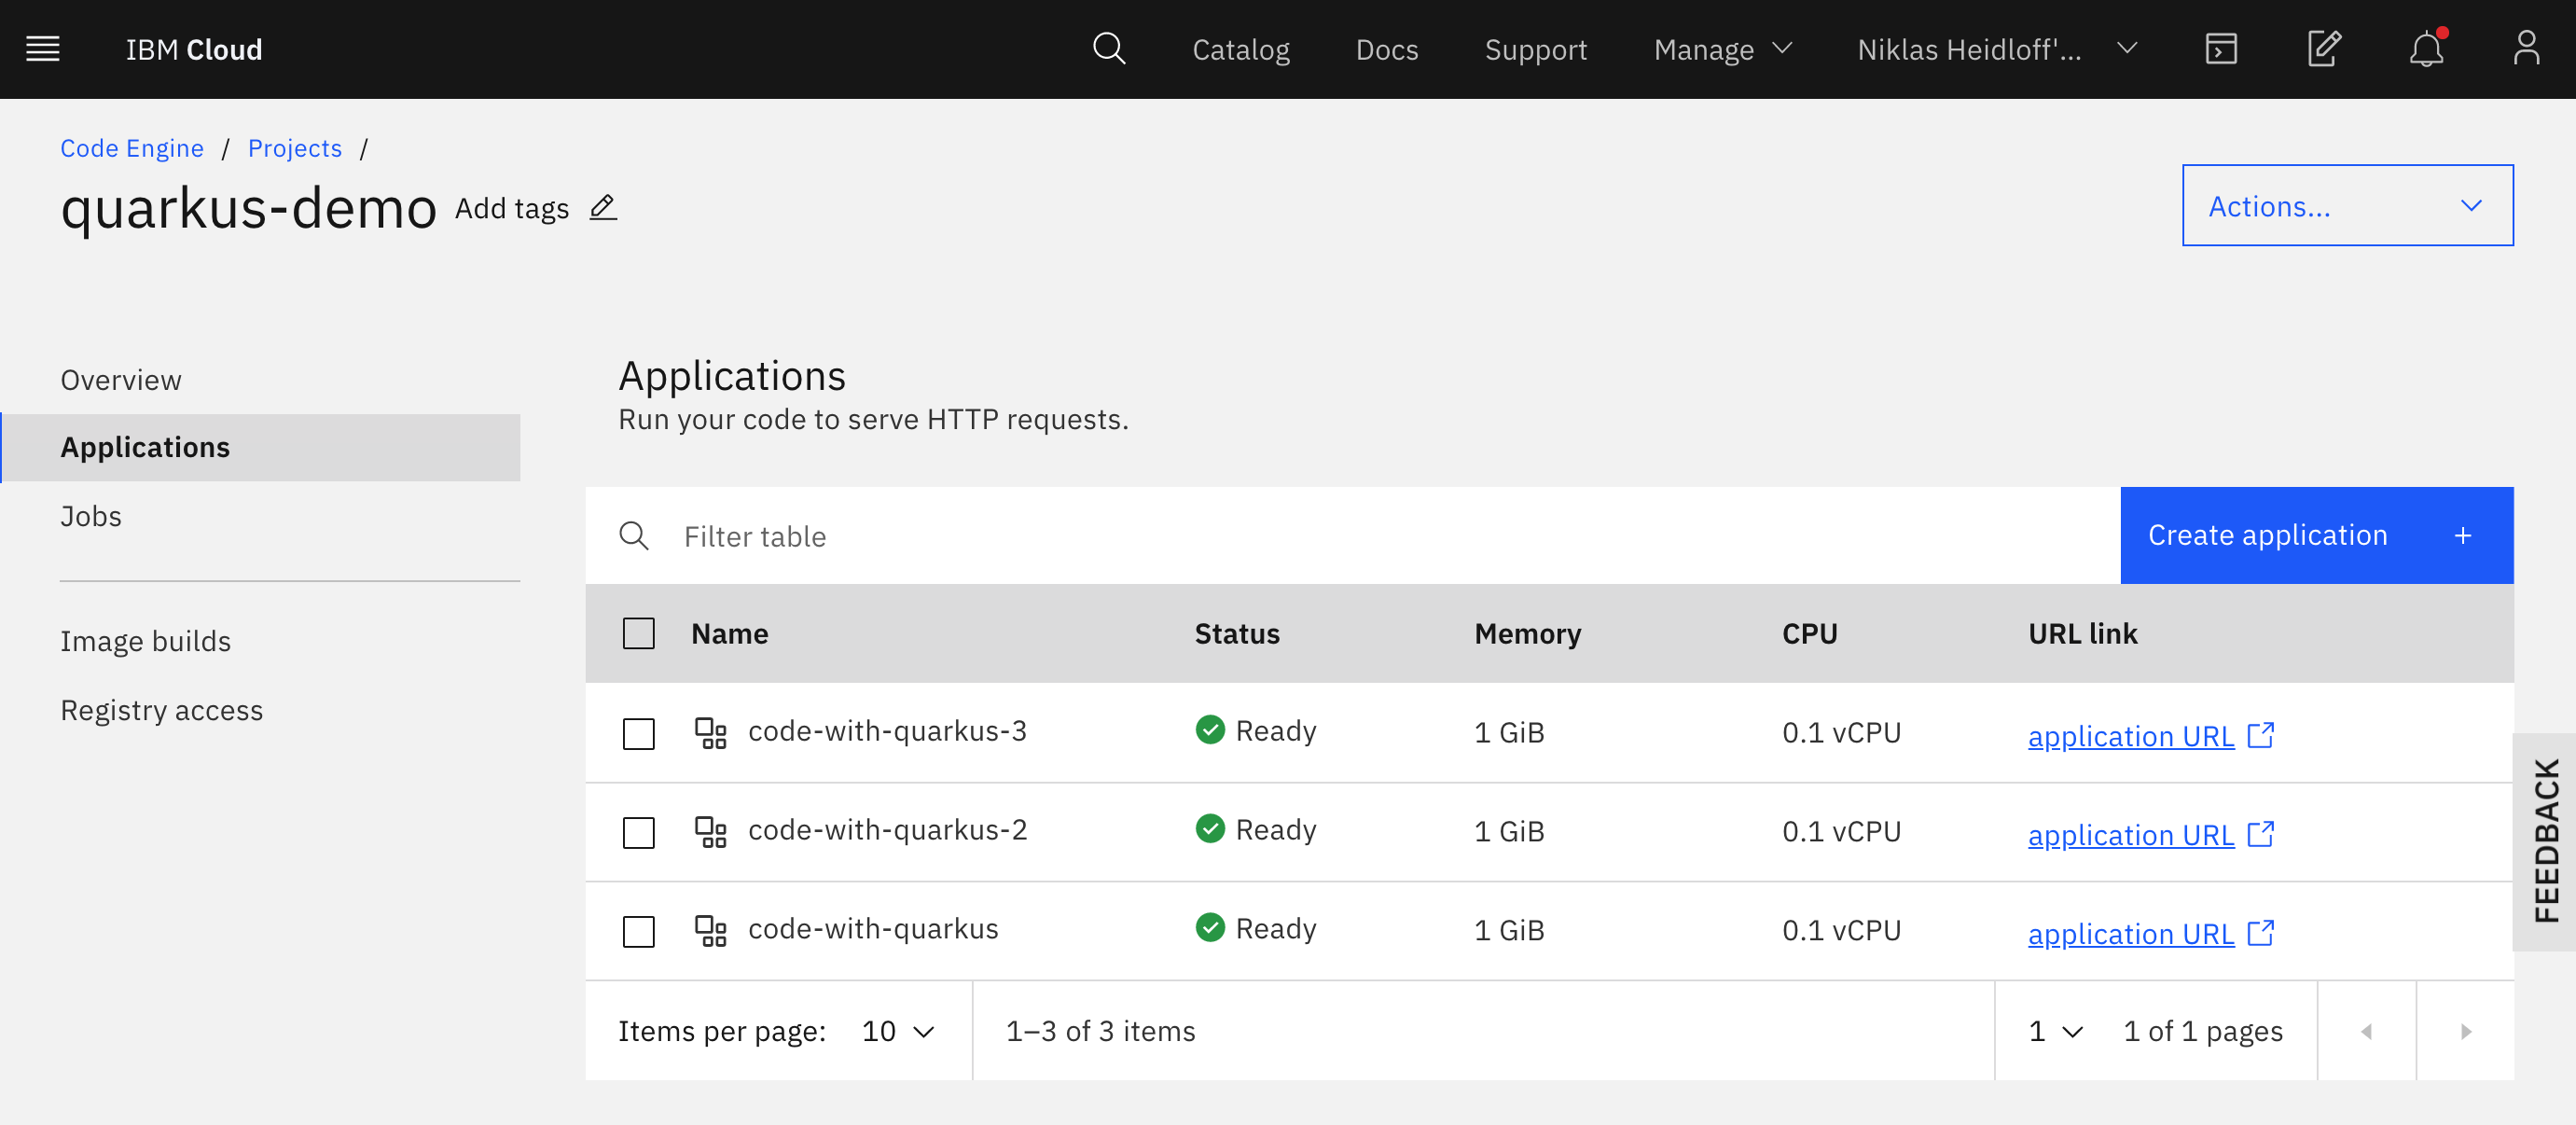 IBM Cloud
Catalog
Docs
Support
Manage
Niklas Heidloff'...
Code Engine / Projects /
quarkus-demo Add tags
Actions...
Overview
Applications
Jobs
Image builds
Registry access
Applications
Run your code to serve HTTP requests.
Filter table
Create application +
Name Status Memory CPU URL link
code-with-quarkus-3 Ready 1 GiB 0.1 vCPU application URL
code-with-quarkus-2 Ready 1 GiB 0.1 vCPU application URL
code-with-quarkus Ready 1 GiB 0.1 vCPU application URL
Items per page: 10 1–3 of 3 items 1 1 of 1 pages
FEEDBACK